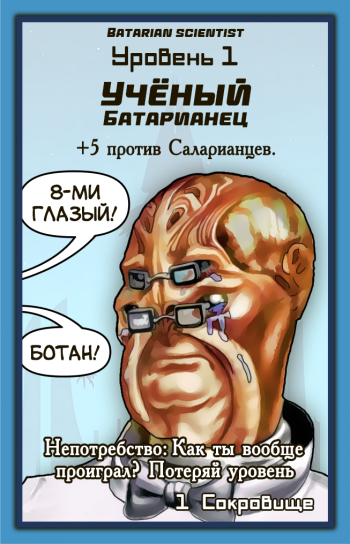 Batarian scientist
Уровень 1
Учёный
Батарианец
+5 против Саларианцев.
8-ми
глазый!
Ботан!
Непотребство: Как ты вообще
проиграл? Потеряй уровень
1 Сокровище